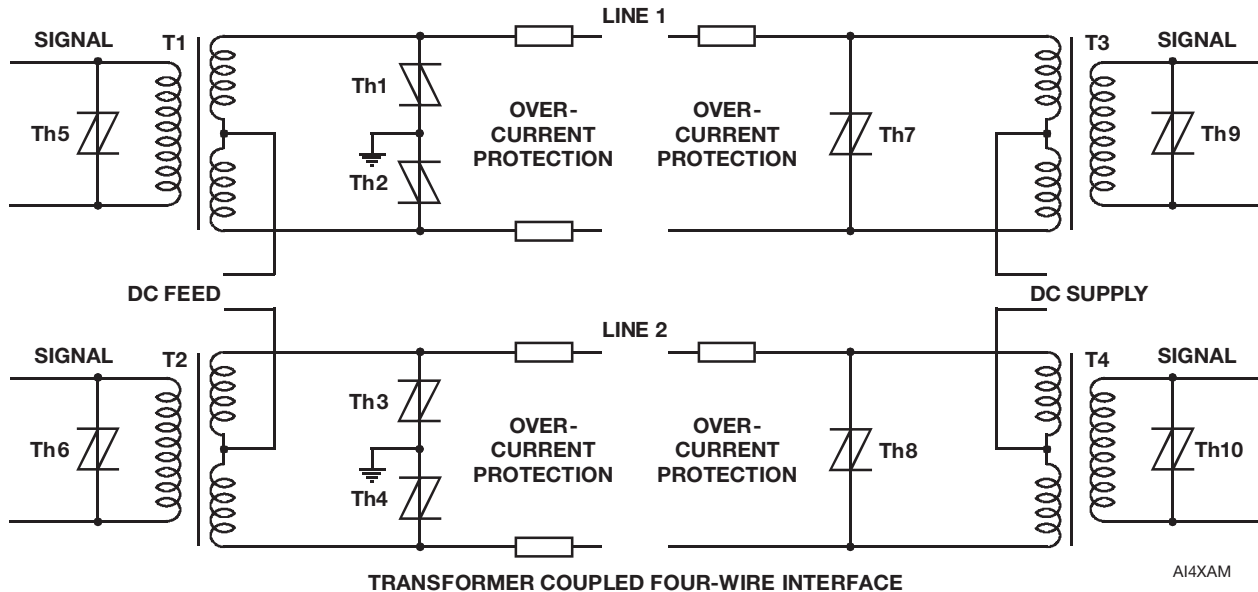 LINE 1
SIGNAL
T1
T3
SIGNAL
Th1
OVER-
CURRENT
PROTECTION
OVER-
CURRENT
PROTECTION
Th5
Th7
Th9
Th2
DC FEED
DC SUPPLY
LINE 2
SIGNAL
T2
T4
SIGNAL
Th3
OVER-
CURRENT
PROTECTION
OVER-
CURRENT
PROTECTION
Th6
Th8
Th10
Th4
TRANSFORMER COUPLED FOUR-WIRE INTERFACE
AI4XAM